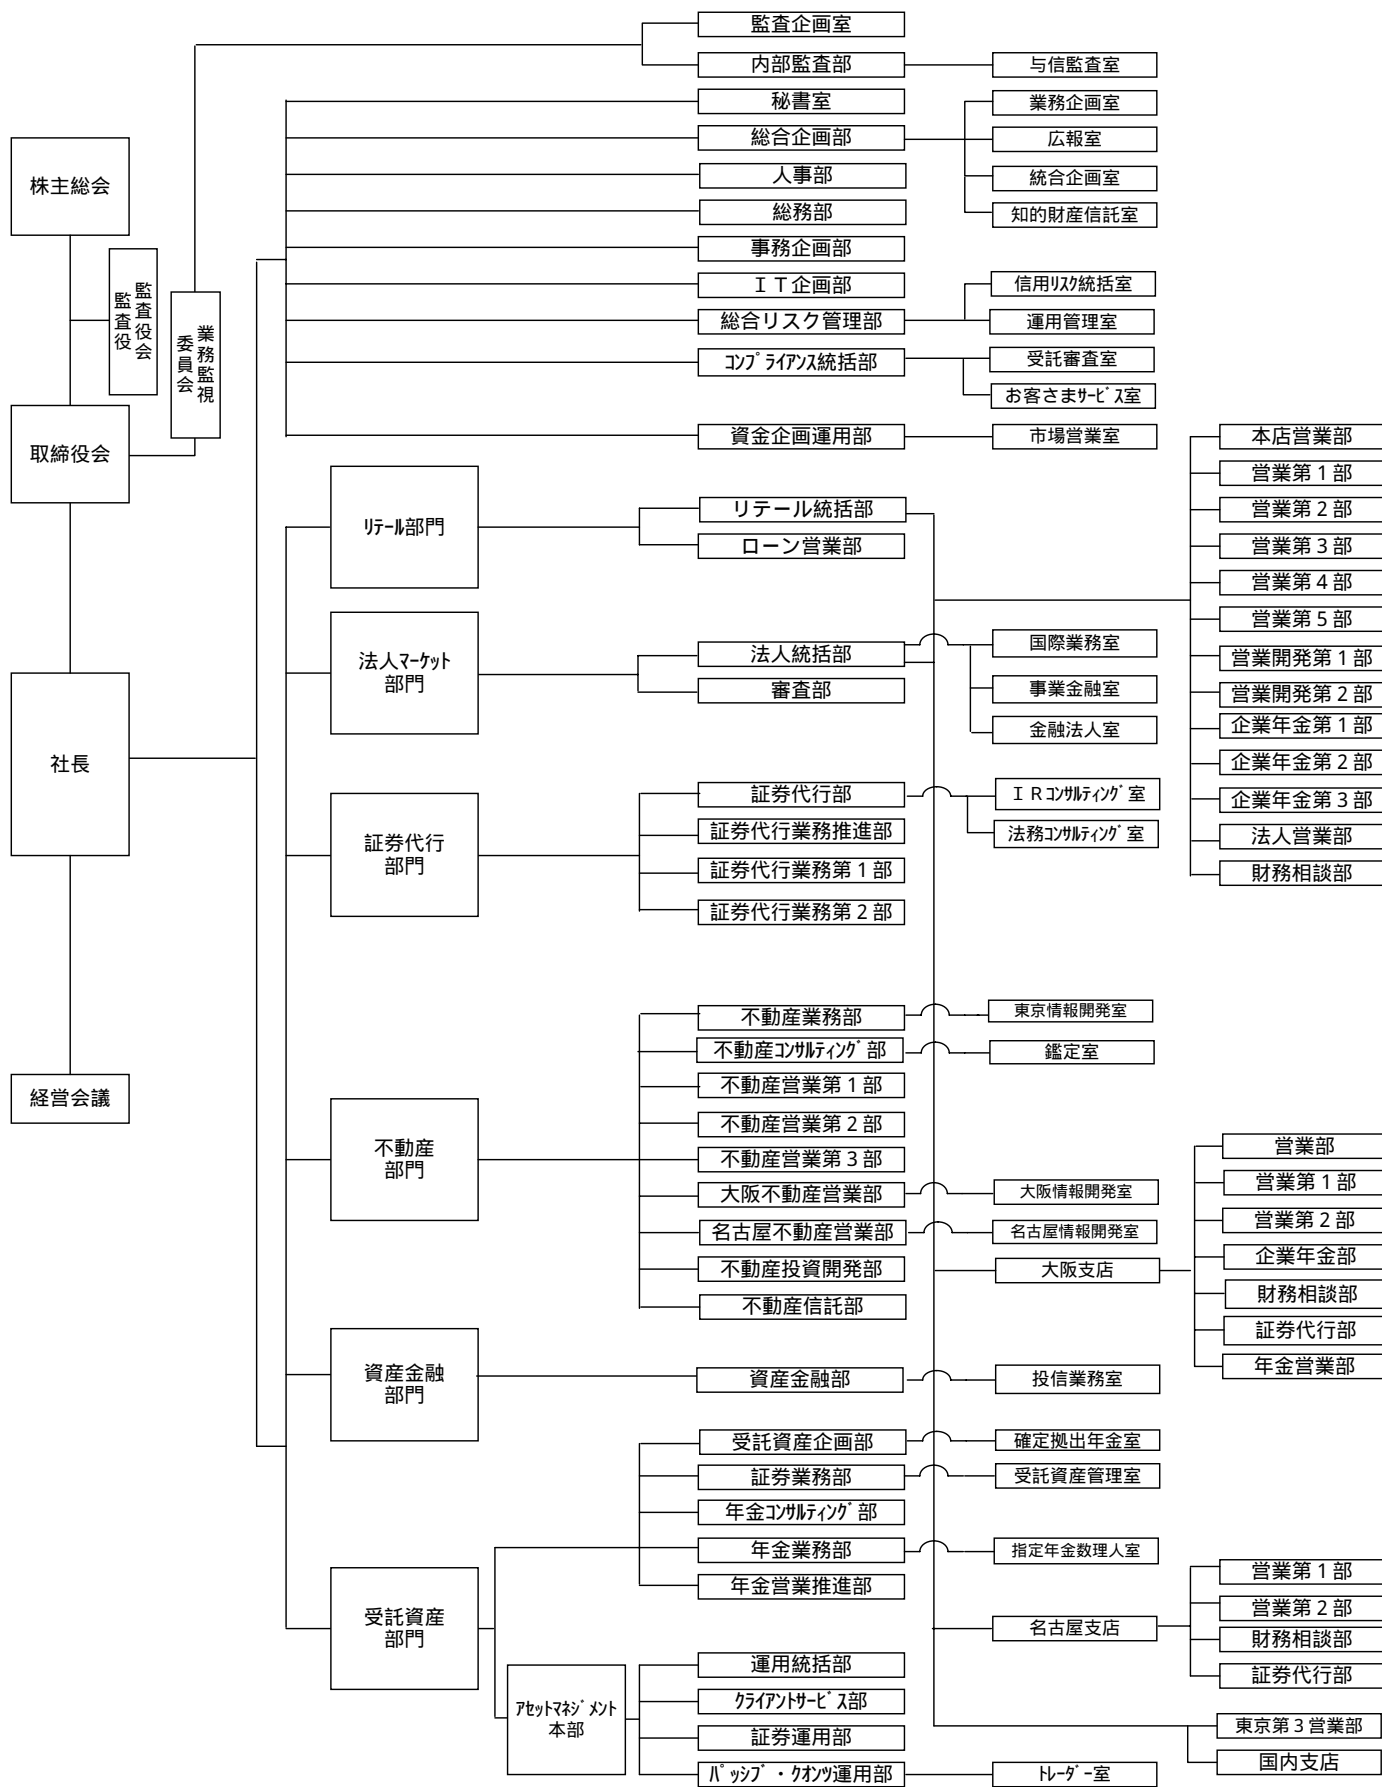 監査企画室
内部監査部
与信監査室
秘書室
総合企画部
業務企画室
広報室
統合企画室
知的財産信託室
人事部
総務部
事務企画部
ＩＴ企画部
総合リスク管理部
信用ﾘｽｸ統括室
運用管理室
ｺﾝﾌﾟﾗｲｱﾝｽ統括部
受託審査室
お客さまｻｰﾋﾞｽ室
資金企画運用部
市場営業室
株主総会
監査役会
監査役
業務監視
委員会
取締役会
社長
経営会議
ﾘﾃｰﾙ部門
リテール統括部
ローン営業部
法人ﾏｰｹｯﾄ
部門
法人統括部
審査部
国際業務室
事業金融室
金融法人室
証券代行
部門
証券代行部
証券代行業務推進部
証券代行業務第１部
証券代行業務第２部
ＩＲｺﾝｻﾙﾃｨﾝｸﾞ室
法務ｺﾝｻﾙﾃｨﾝｸﾞ室
不動産
部門
不動産業務部
東京情報開発室
不動産ｺﾝｻﾙﾃｨﾝｸﾞ部
鑑定室
不動産営業第１部
不動産営業第２部
不動産営業第３部
大阪不動産営業部
大阪情報開発室
名古屋不動産営業部
名古屋情報開発室
不動産投資開発部
不動産信託部
資産金融
部門
資産金融部
投信業務室
受託資産
部門
受託資産企画部
確定拠出年金室
証券業務部
受託資産管理室
年金ｺﾝｻﾙﾃｨﾝｸﾞ部
年金業務部
指定年金数理人室
年金営業推進部
ｱｾｯﾄﾏﾈｼﾞﾒﾝﾄ
本部
運用統括部
ｸﾗｲｱﾝﾄｻｰﾋﾞｽ部
証券運用部
ﾊﾟｯｼﾌﾞ・ｸｵﾝﾂ運用部
ﾄﾚｰﾀﾞｰ室
本店営業部
営業第１部
営業第２部
営業第３部
営業第４部
営業第５部
営業開発第１部
営業開発第２部
企業年金第１部
企業年金第２部
企業年金第３部
法人営業部
財務相談部
大阪支店
営業部
営業第１部
営業第２部
企業年金部
財務相談部
証券代行部
年金営業部
名古屋支店
営業第１部
営業第２部
財務相談部
証券代行部
東京第３営業部
国内支店